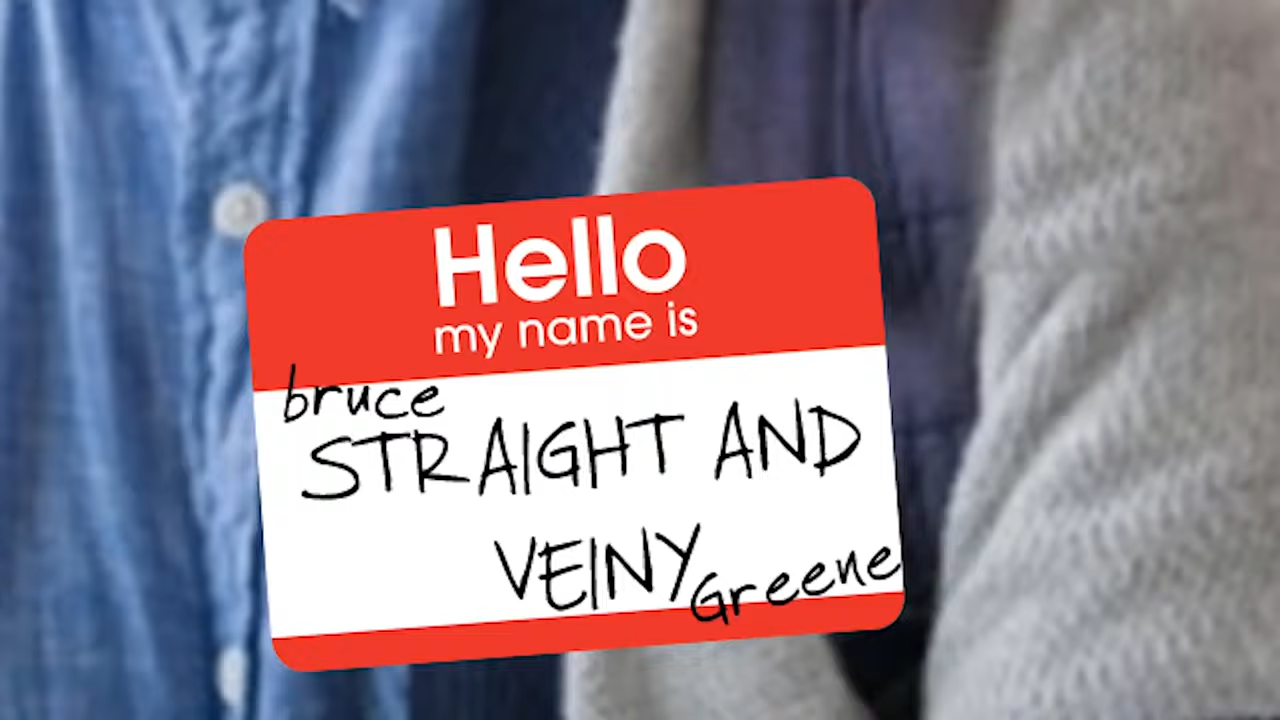 Hello
my name is
bruce
STRAIGHT AND
VEINY
Greene